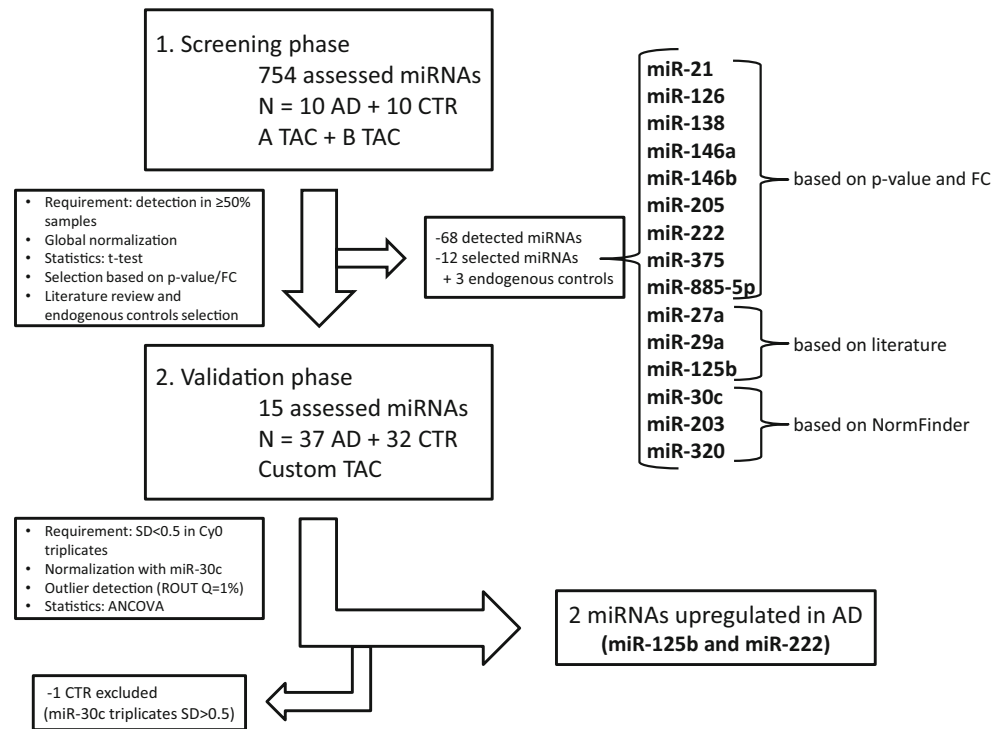 1. Screening phase
754 assessed miRNAs
N = 10 AD + 10 CTR
A TAC + B TAC
• Requirement: detection in ≥50%
samples
• Global normalization
• Statistics: t-test
• Selection based on p-value/FC
• Literature review and
endogenous controls selection
-68 detected miRNAs
-12 selected miRNAs
+ 3 endogenous controls
miR-21
miR-126
miR-138
miR-146a
miR-146b
miR-205
miR-222
miR-375
miR-885-5p
based on p-value and FC
miR-27a
miR-29a
miR-125b
based on literature
miR-30c
miR-203
miR-320
based on NormFinder
2. Validation phase
15 assessed miRNAs
N = 37 AD + 32 CTR
Custom TAC
• Requirement: SD<0.5 in Cy0
triplicates
• Normalization with miR-30c
• Outlier detection (ROUT Q=1%)
• Statistics: ANCOVA
2 miRNAs upregulated in AD
(miR-125b and miR-222)
-1 CTR excluded
(miR-30c triplicates SD>0.5)